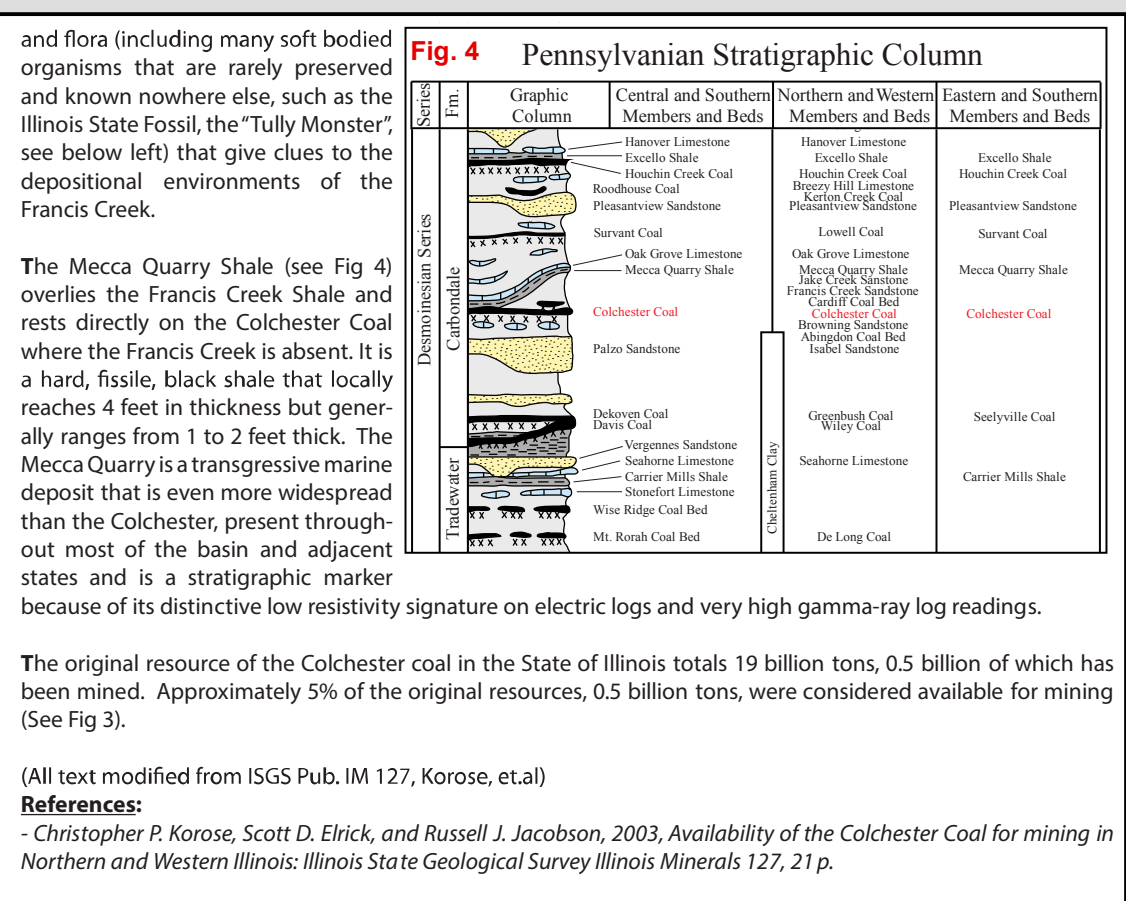 and flora (including many soft bodied
organisms that are rarely preserved
and known nowhere else, such as the
Illinois State Fossil, the “Tully Monster”,
see below left) that give clues to the
depositional environments of the
Francis Creek.
The Mecca Quarry Shale (see Fig 4)
overlies the Francis Creek Shale and
rests directly on the Colchester Coal
where the Francis Creek is absent. It is
a hard, fissile, black shale that locally
reaches 4 feet in thickness but gener-
ally ranges from 1 to 2 feet thick. The
Mecca Quarry is a transgressive marine
deposit that is even more widespread
than the Colchester, present through-
out most of the basin and adjacent
states and is a stratigraphic marker
because of its distinctive low resistivity signature on electric logs and very high gamma-ray log readings.
Fig. 4 Pennsylvanian Stratigraphic Column
Series
Fm.
Graphic
Column
Central and Southern
Members and Beds
Northern and Western
Members and Beds
Eastern and Southern
Members and Beds
Desmoinesian Series
Carbondale
Tradewater
Hanover Limestone
Excello Shale
Houchin Creek Coal
Roodhouse Coal
Pleasantview Sandstone
Survant Coal
Oak Grove Limestone
Mecca Quarry Shale
Colchester Coal
Palzo Sandstone
Dekoven Coal
Davis Coal
Vergennes Sandstone
Seahorne Limestone
Carrier Mills Shale
Stonefort Limestone
Wise Ridge Coal Bed
Mt. Rorah Coal Bed
Cheltenham Clay
Hanover Limestone
Excello Shale
Houchin Creek Coal
Breezy Hill Limestone
Kerton Creek Coal
Pleasantview Sandstone
Lowell Coal
Oak Grove Limestone
Mecca Quarry Shale
Jake Creek Sanstone
Francis Creek Sandstone
Cardiff Coal Bed
Colchester Coal
Browning Sandstone
Abingdon Coal Bed
Isabel Sandstone
Greenbush Coal
Wiley Coal
Seahorne Limestone
De Long Coal
Excello Shale
Houchin Creek Coal
Pleasantview Sandstone
Survant Coal
Mecca Quarry Shale
Colchester Coal
Seelyville Coal
Carrier Mills Shale
The original resource of the Colchester coal in the State of Illinois totals 19 billion tons, 0.5 billion of which has
been mined. Approximately 5% of the original resources, 0.5 billion tons, were considered available for mining
(See Fig 3).
(All text modified from ISGS Pub. IM 127, Korose, et.al)
References:
- Christopher P. Korose, Scott D. Elrick, and Russell J. Jacobson, 2003, Availability of the Colchester Coal for mining in
Northern and Western Illinois: Illinois State Geological Survey Illinois Minerals 127, 21 p.